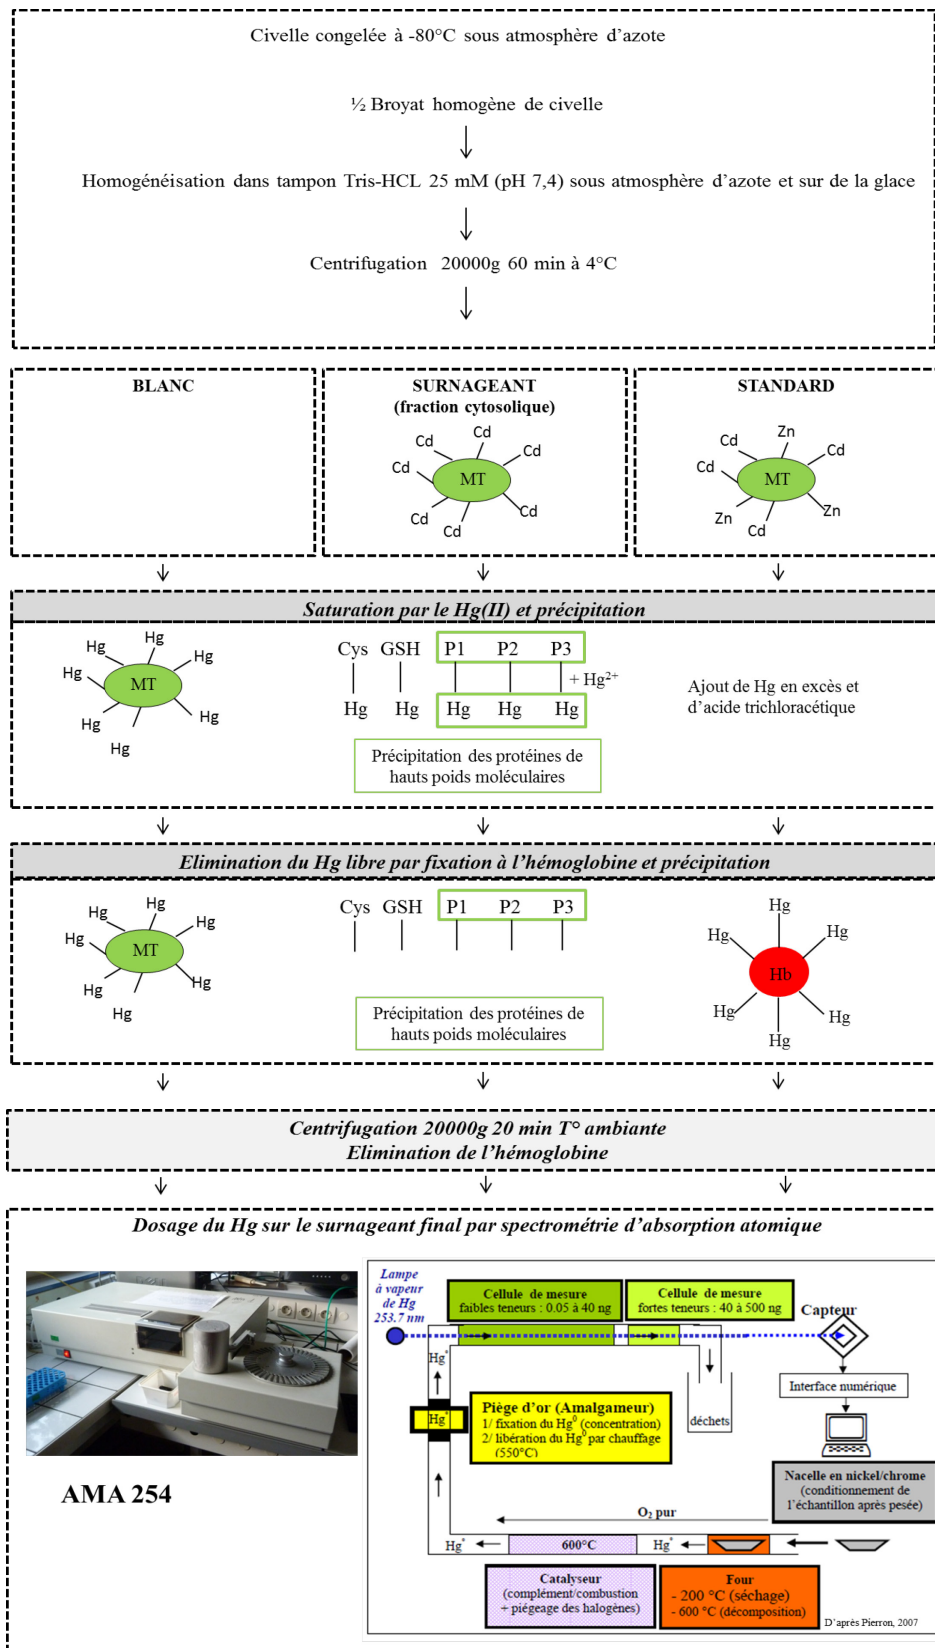 Civelle congelée à -80°C sous atmosphère d'azote
½ Broyat homogène de civelle
Homogénéisation dans tampon Tris-HCL 25 mM (pH 7,4) sous atmosphère d'azote et sur de la glace
Centrifugation 20000g 60 min à 4°C
BLANC
SURNAGEANT
(fraction cytosolique)
Cd
Cd
Cd
Cd
MT
Cd
Cd
Cd
STANDARD
Zn
Cd
Cd
Cd
MT
Zn
Cd
Zn
Saturation par le Hg(II) et précipitation
Hg
Hg
Hg
Hg
MT
Hg
Hg
Hg
Cys GSH P1 P2 P3
+ Hg²⁺
Hg Hg Hg Hg Hg
Précipitation des protéines de
hauts poids moléculaires
Ajout de Hg en excès et
d'acide trichloracétique
Elimination du Hg libre par fixation à l'hémoglobine et précipitation
Hg
Hg
Hg
Hg
MT
Hg
Hg
Hg
Cys GSH P1 P2 P3
Précipitation des protéines de
hauts poids moléculaires
Hg
Hg
Hg
Hb
Hg
Hg
Hg
Centrifugation 20000g 20 min T° ambiante
Elimination de l'hémoglobine
Dosage du Hg sur le surnageant final par spectrométrie d'absorption atomique
AMA 254
Lampe
à vapeur
de Hg
253.7 nm
Cellule de mesure
faibles teneurs : 0.05 à 40 ng
Cellule de mesure
fortes teneurs : 40 à 500 ng
Capteur
Hg°
Interface numérique
Hg°
Piège d'or (Amalgameur)
1/ fixation du Hg⁰ (concentration)
2/ libération du Hg⁰ par chauffage
(550°C)
déchets
Nacelle en nickel/chrome
(conditionnement de
l'échantillon après pesée)
O₂ pur
Hg°
600°C
Hg°
Catalyseur
(complément/combustion
+ piégeage des halogènes)
Four
- 200 °C (séchage)
- 600 °C (décomposition)
D'après Pierron, 2007